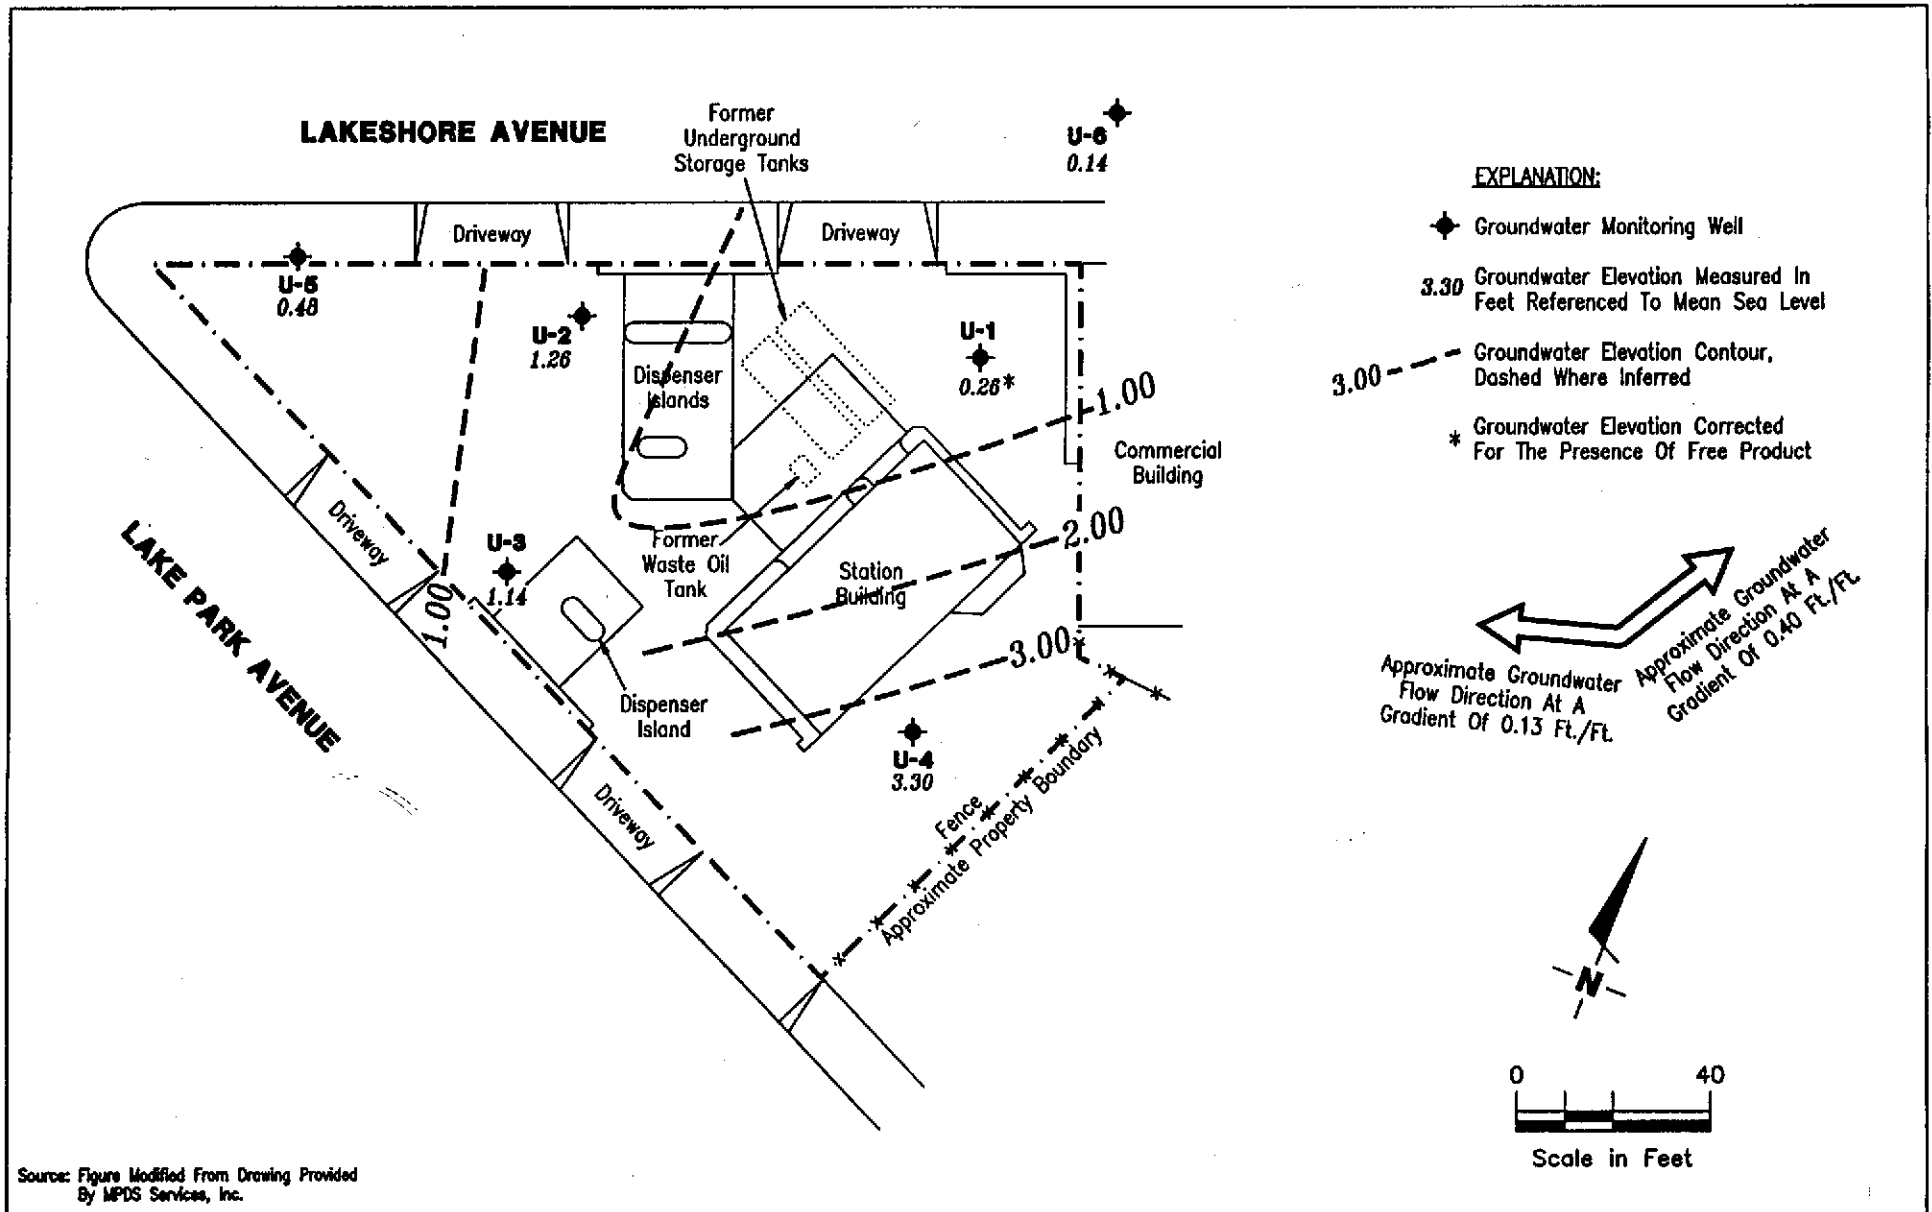 LAKESHORE AVENUE
Former
Underground
Storage Tanks
U-6
0.14
EXPLANATION:
Groundwater Monitoring Well
3.30 Groundwater Elevation Measured In
Feet Referenced To Mean Sea Level
3.00 Groundwater Elevation Contour,
Dashed Where Inferred
* Groundwater Elevation Corrected
For The Presence Of Free Product
Driveway
Driveway
U-5
0.48
U-2
1.26
U-1
0.26*
Dispenser
Islands
1.00
Commercial
Building
2.00
Driveway
LAKE PARK AVENUE
U-3
1.14
1.00
Former
Waste Oil
Tank
Station
Building
3.00
Dispenser
Island
U-4
3.30
Driveway
Fence
Approximate Property Boundary
Approximate Groundwater
Flow Direction At A
Gradient Of 0.13 Ft./Ft.
Approximate Groundwater
Flow Direction At A
Gradient Of 0.40 Ft./Ft.
N
0 40
Scale in Feet
Source: Figure Modified From Drawing Provided
By MPDS Services, Inc.